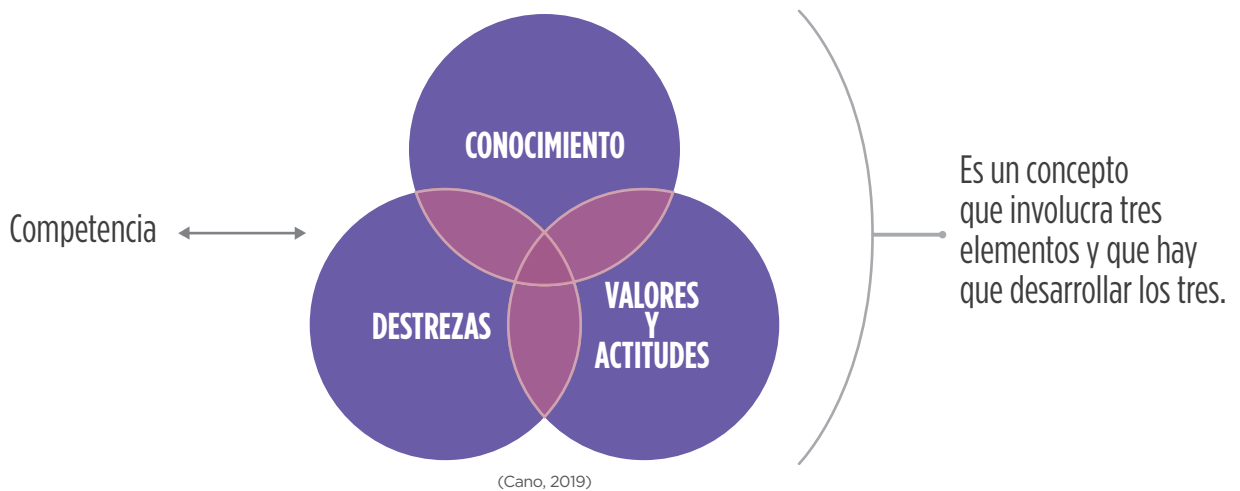 Competencia
CONOCIMIENTO
DESTREZAS
VALORES
Y
ACTITUDES
Es un concepto
que involucra tres
elementos y que hay
que desarrollar los tres.
(Cano, 2019)